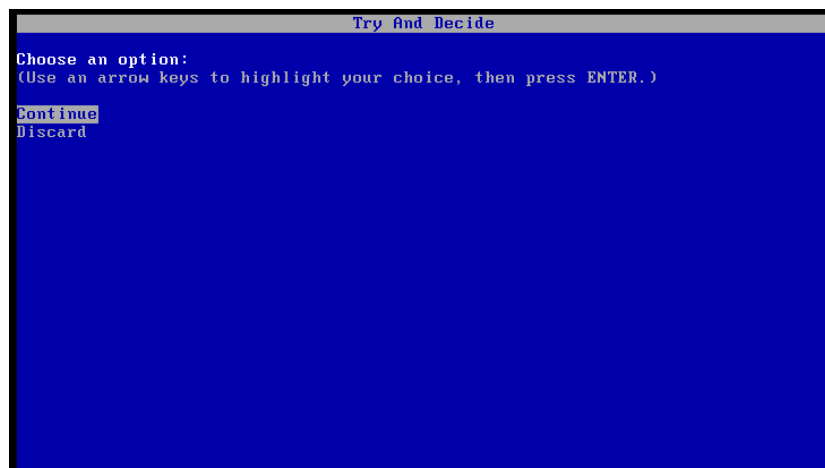 Try And Decide
Choose an option:
(Use an arrow keys to highlight your choice, then press ENTER.)
Continue
Discard